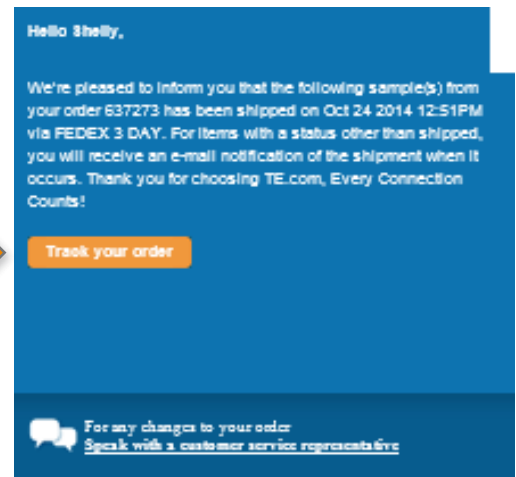 Hello Shelly,
We're pleased to inform you that the following sample(s) from
your order 637273 has been shipped on Oct 24 2014 12:51PM
via FEDEX 3 DAY. For items with a status other than shipped,
you will receive an e-mail notification of the shipment when it
occurs. Thank you for choosing TE.com, Every Connection
Counts!
Track your order
For any changes to your order
Speak with a customer service representative